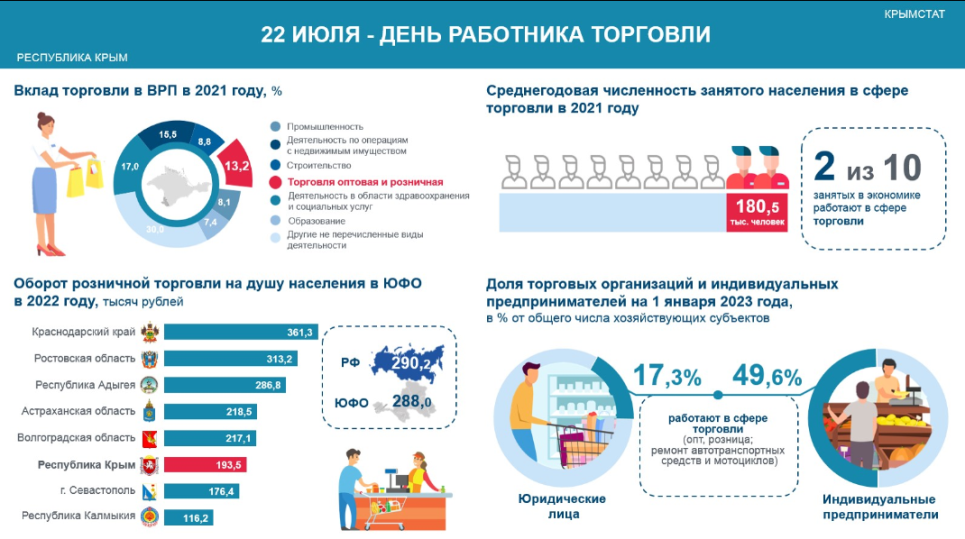 КРЫМСТАТ
22 ИЮЛЯ - ДЕНЬ РАБОТНИКА ТОРГОВЛИ
РЕСПУБЛИКА КРЫМ
Вклад торговли в ВРП в 2021 году, %
15,5
8,8
13,2
17,0
8,1
7,4
30,0
Промышленность
Деятельность по операциям
с недвижимым имуществом
Строительство
Торговля оптовая и розничная
Деятельность в области здравоохранения
и социальных услуг
Образование
Другие не перечисленные виды
деятельности
Среднегодовая численность занятого населения в сфере
торговли в 2021 году
180,5
тыс. человек
2 из 10
занятых в экономике
работают в сфере
торговли
Оборот розничной торговли на душу населения в ЮФО
в 2022 году, тысяч рублей
Краснодарский край 361,3
Ростовская область 313,2
Республика Адыгея 286,8
Астраханская область 218,5
Волгоградская область 217,1
Республика Крым 193,5
г. Севастополь 176,4
Республика Калмыкия 116,2
РФ 290,2
ЮФО 288,0
Доля торговых организаций и индивидуальных
предпринимателей на 1 января 2023 года,
в % от общего числа хозяйствующих субъектов
17,3% 49,6%
работают в сфере
торговли
(опт, розница;
ремонт автотранспортных
средств и мотоциклов)
Юридические
лица
Индивидуальные
предприниматели